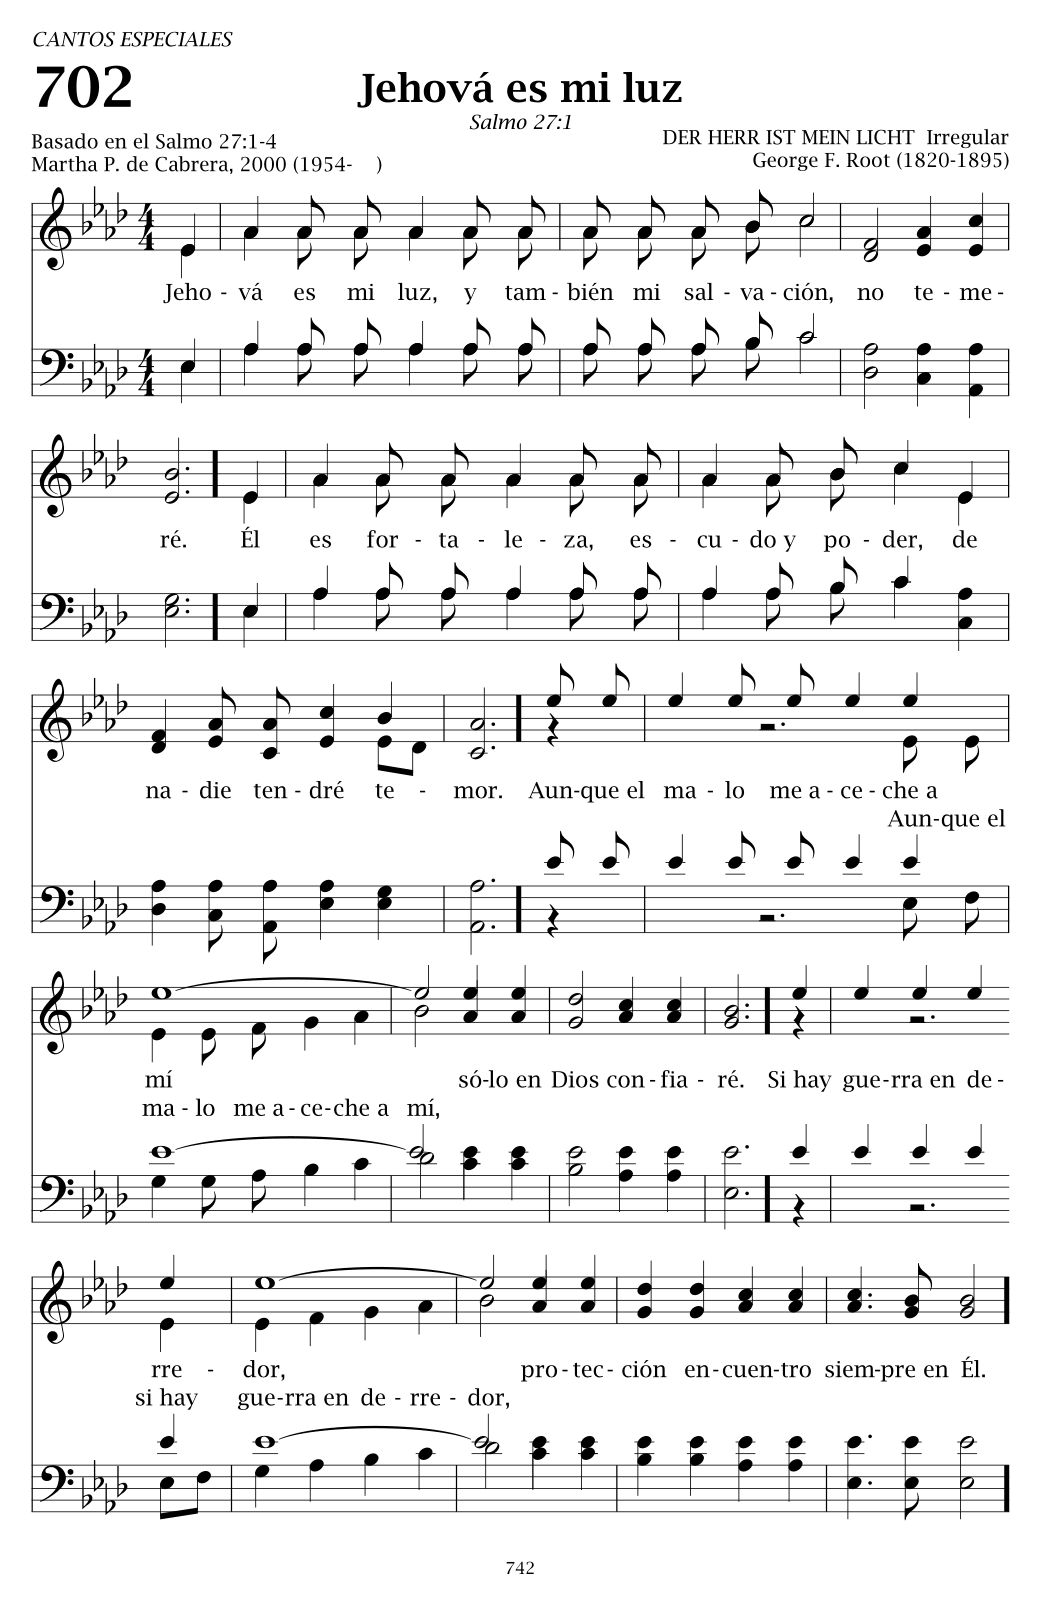 CANTOS ESPECIALES
702
Jehová es mi luz
Salmo 27:1
Basado en el Salmo 27:1-4
Martha P. de Cabrera, 2000 (1954-    )
DER HERR IST MEIN LICHT  Irregular
George F. Root (1820-1895)
Jeho - vá es mi luz, y tam - bién mi sal - va - ción, no te - me -
ré. Él es for - ta - le - za, es - cu - do y po - der, de
na - die ten - dré te - mor. Aun-que el ma - lo me a - ce - che a
Aun-que el
mí só-lo en Dios con - fia - ré. Si hay gue-rra en de -
ma - lo me a - ce-che a mí,
rre - dor, pro - tec - ción en-cuen-tro siem-pre en Él.
si hay gue-rra en de - rre - dor,
742